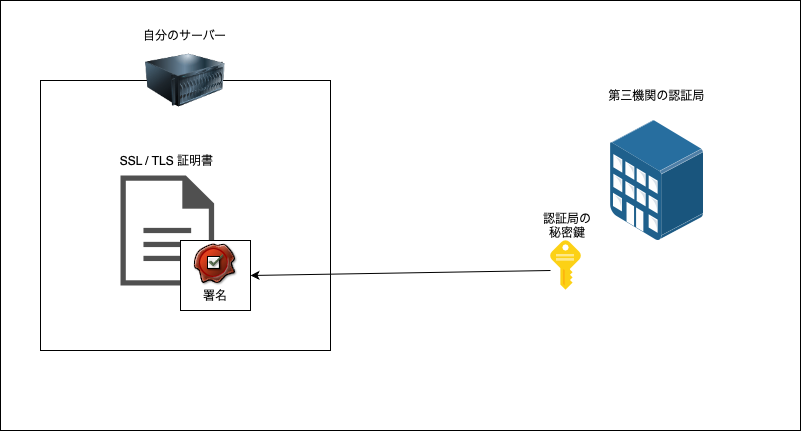 自分のサーバー
第三機関の認証局
SSL / TLS 証明書
認証局の
秘密鍵
署名